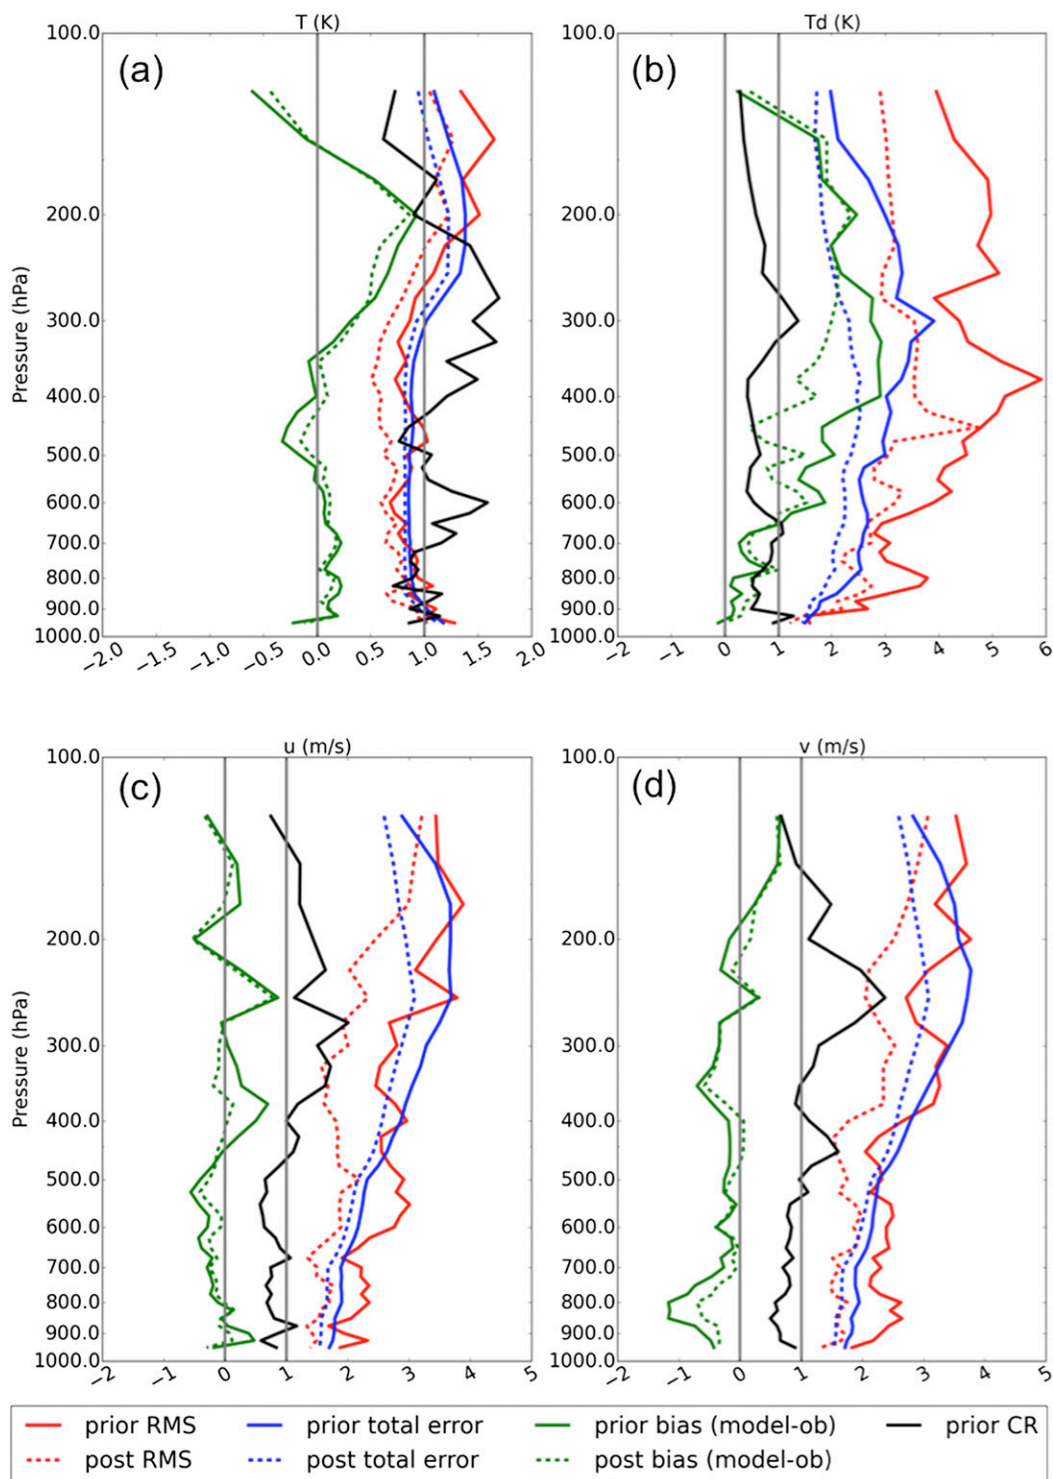 T (K)
Td (K)
(a)
(b)
100.0
200.0
300.0
400.0
500.0
600.0
700.0
800.0
900.0
1000.0
Pressure (hPa)
−2.0 −1.5 −1.0 −0.5 0.0 0.5 1.0 1.5 2.0
100.0
200.0
300.0
400.0
500.0
600.0
700.0
800.0
900.0
1000.0
−2 −1 0 1 2 3 4 5 6
u (m/s)
v (m/s)
(c)
(d)
100.0
200.0
300.0
400.0
500.0
600.0
700.0
800.0
900.0
1000.0
Pressure (hPa)
−2 −1 0 1 2 3 4 5
100.0
200.0
300.0
400.0
500.0
600.0
700.0
800.0
900.0
1000.0
−2 −1 0 1 2 3 4 5
prior RMS prior total error prior bias (model-ob) prior CR
post RMS post total error post bias (model-ob)